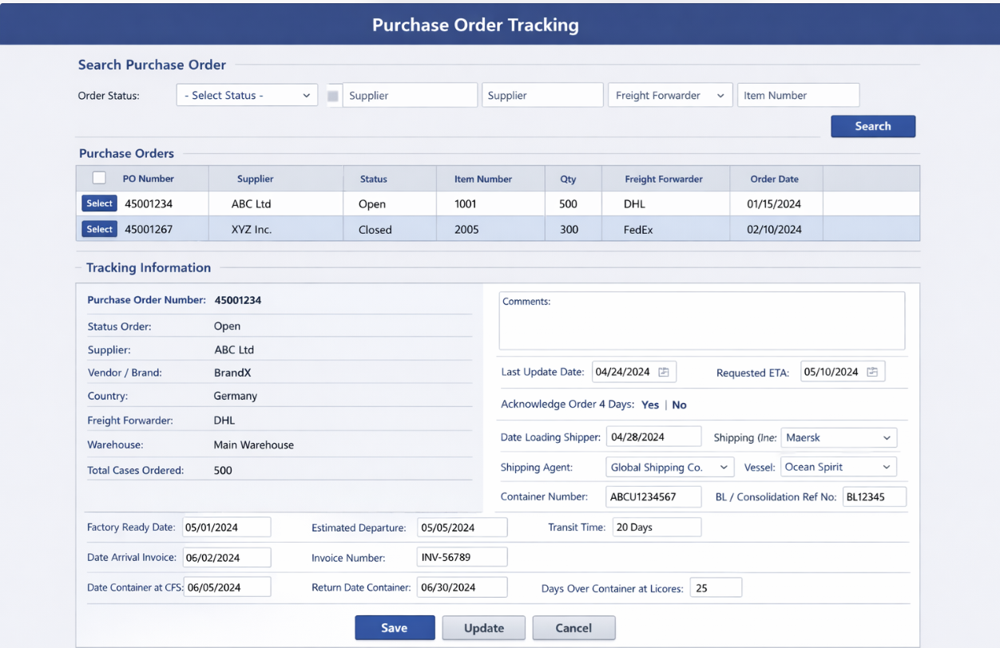 Purchase Order Tracking
Search Purchase Order
Order Status: - Select Status - Supplier Supplier Freight Forwarder Item Number
Search
Purchase Orders
PO Number Supplier Status Item Number Qty Freight Forwarder Order Date
Select 45001234 ABC Ltd Open 1001 500 DHL 01/15/2024
Select 45001267 XYZ Inc. Closed 2005 300 FedEx 02/10/2024
Tracking Information
Purchase Order Number: 45001234
Status Order: Open
Supplier: ABC Ltd
Vendor / Brand: BrandX
Country: Germany
Freight Forwarder: DHL
Warehouse: Main Warehouse
Total Cases Ordered: 500
Comments:
Last Update Date: 04/24/2024 Requested ETA: 05/10/2024
Acknowledge Order 4 Days: Yes | No
Date Loading Shipper: 04/28/2024 Shipping (Ine: Maersk
Shipping Agent: Global Shipping Co. Vessel: Ocean Spirit
Container Number: ABCU1234567 BL / Consolidation Ref No: BL12345
Factory Ready Date: 05/01/2024 Estimated Departure: 05/05/2024 Transit Time: 20 Days
Date Arrival Invoice: 06/02/2024 Invoice Number: INV-56789
Date Container at CFS: 06/05/2024 Return Date Container: 06/30/2024 Days Over Container at Licores: 25
Save Update Cancel